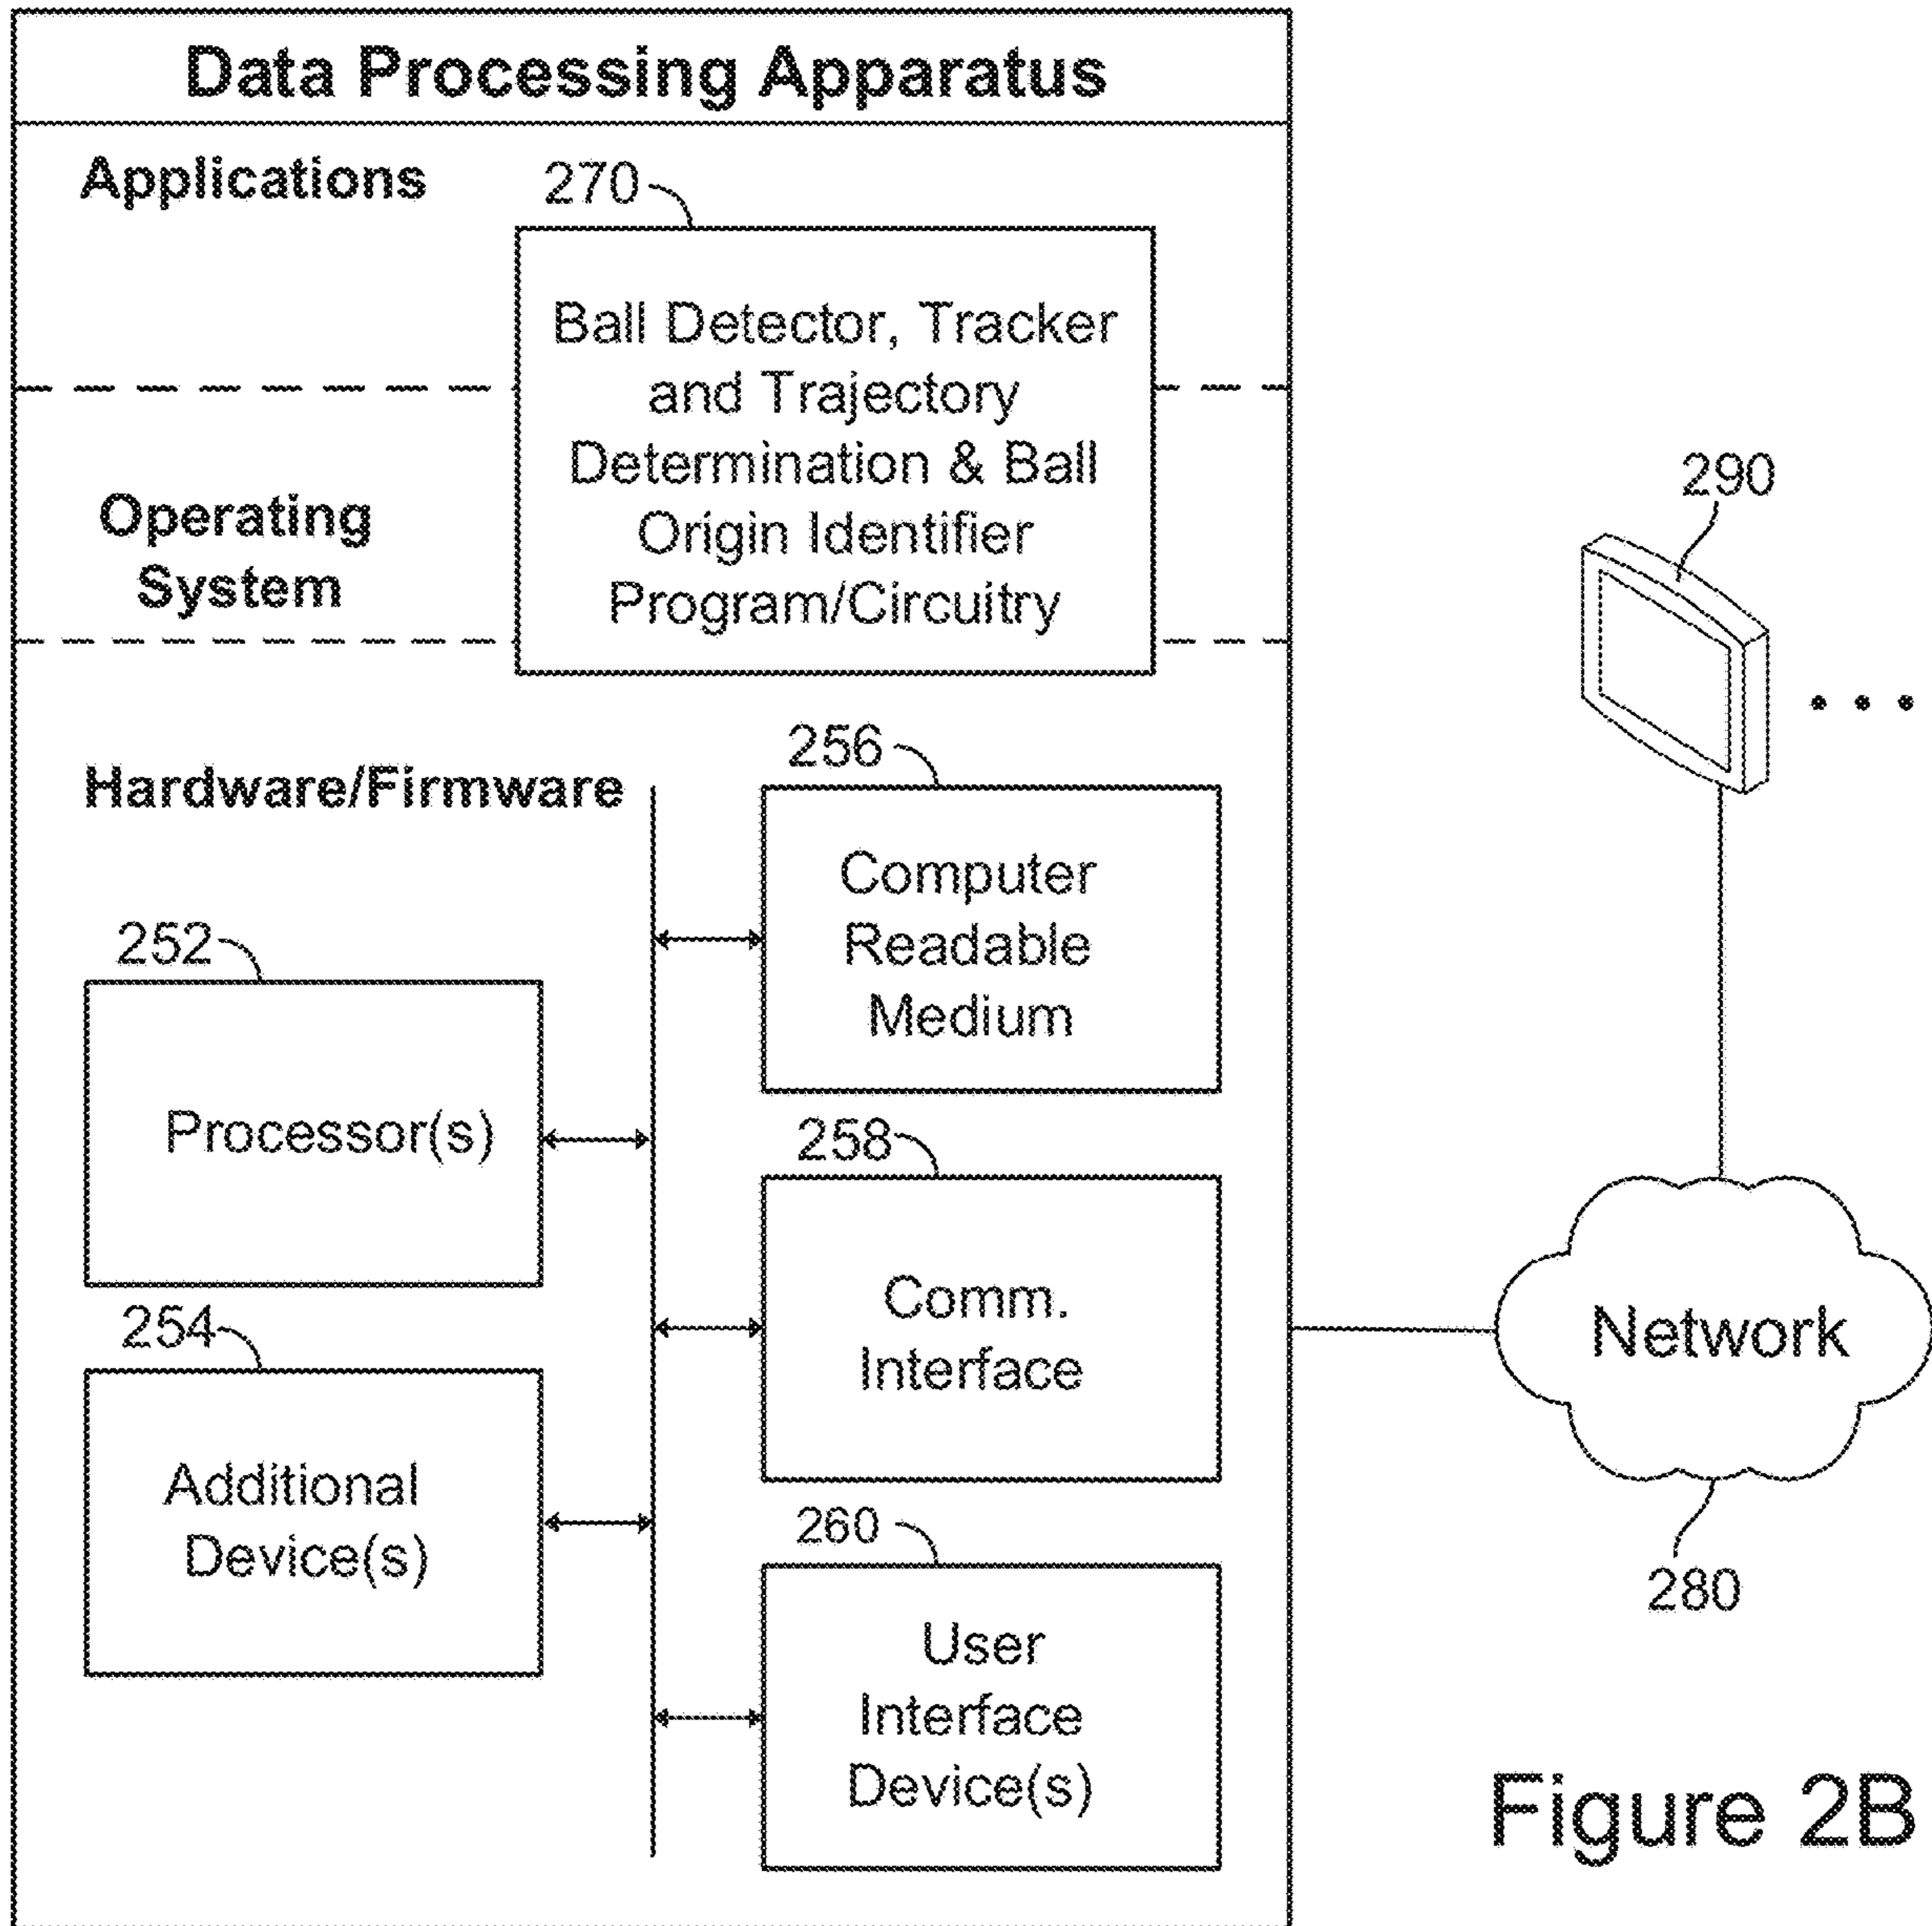 Data Processing Apparatus
Applications
270
Ball Detector, Tracker
and Trajectory
Determination & Ball
Origin Identifier
Program/Circuitry
Operating
System
Hardware/Firmware
256
Computer
Readable
Medium
252
Processor(s)
258
Comm.
Interface
254
Additional
Device(s)
260
User
Interface
Device(s)
290
Network
280
Figure 2B